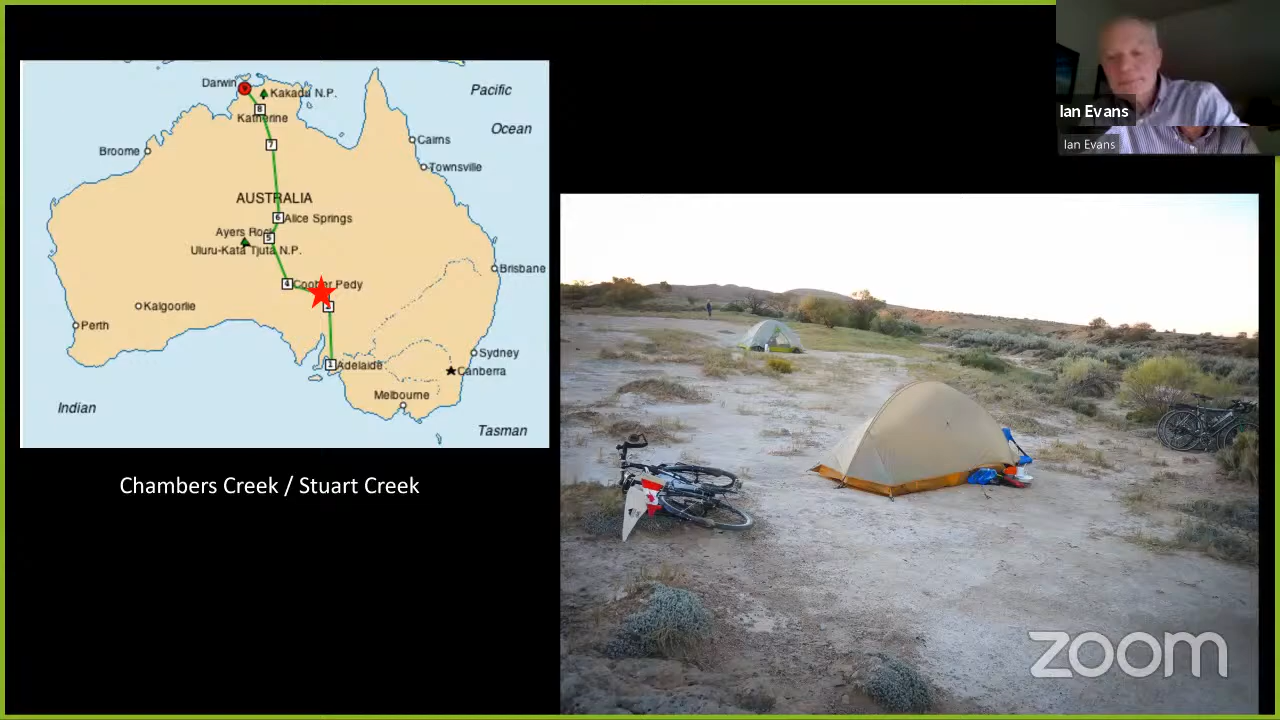 Darwin
Kakadu N.P.
8
Katherine
7
Pacific
Ocean
Cairns
Broome
Townsville
AUSTRALIA
6
Alice Springs
Ayers Rock
5
Uluru-Kata Tjuta N.P.
Brisbane
4
Coober Pedy
Kalgoorlie
Perth
1
Adelaide
Sydney
Canberra
Melbourne
Indian
Tasman
Chambers Creek / Stuart Creek
Ian Evans
Ian Evans
zoom